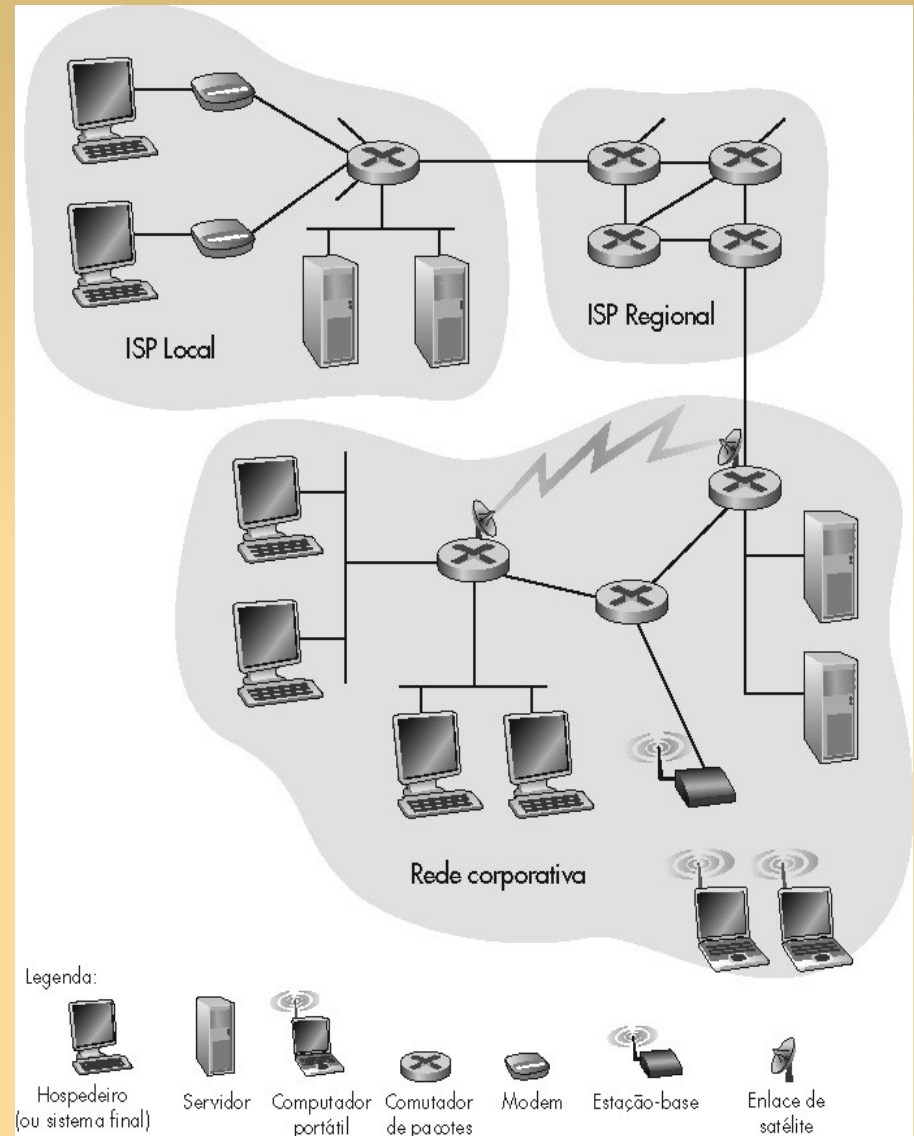 ISP Local
ISP Regional
Rede corporativa
Legenda:
Hospedeiro
(ou sistema final)
Servidor
Computador
portátil
Comutador
de pacotes
Modem
Estação-base
Enlace de
satélite